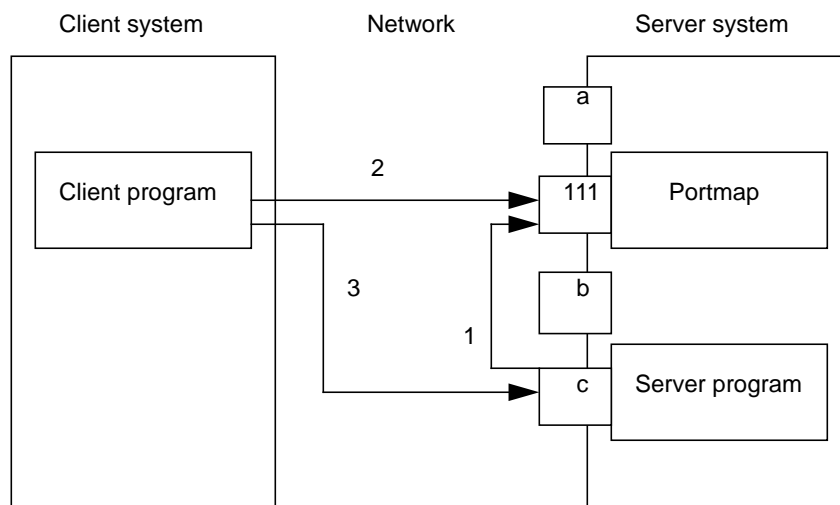 Client system
Network
Server system
a
Client program
2
111
Portmap
3
b
1
c
Server program